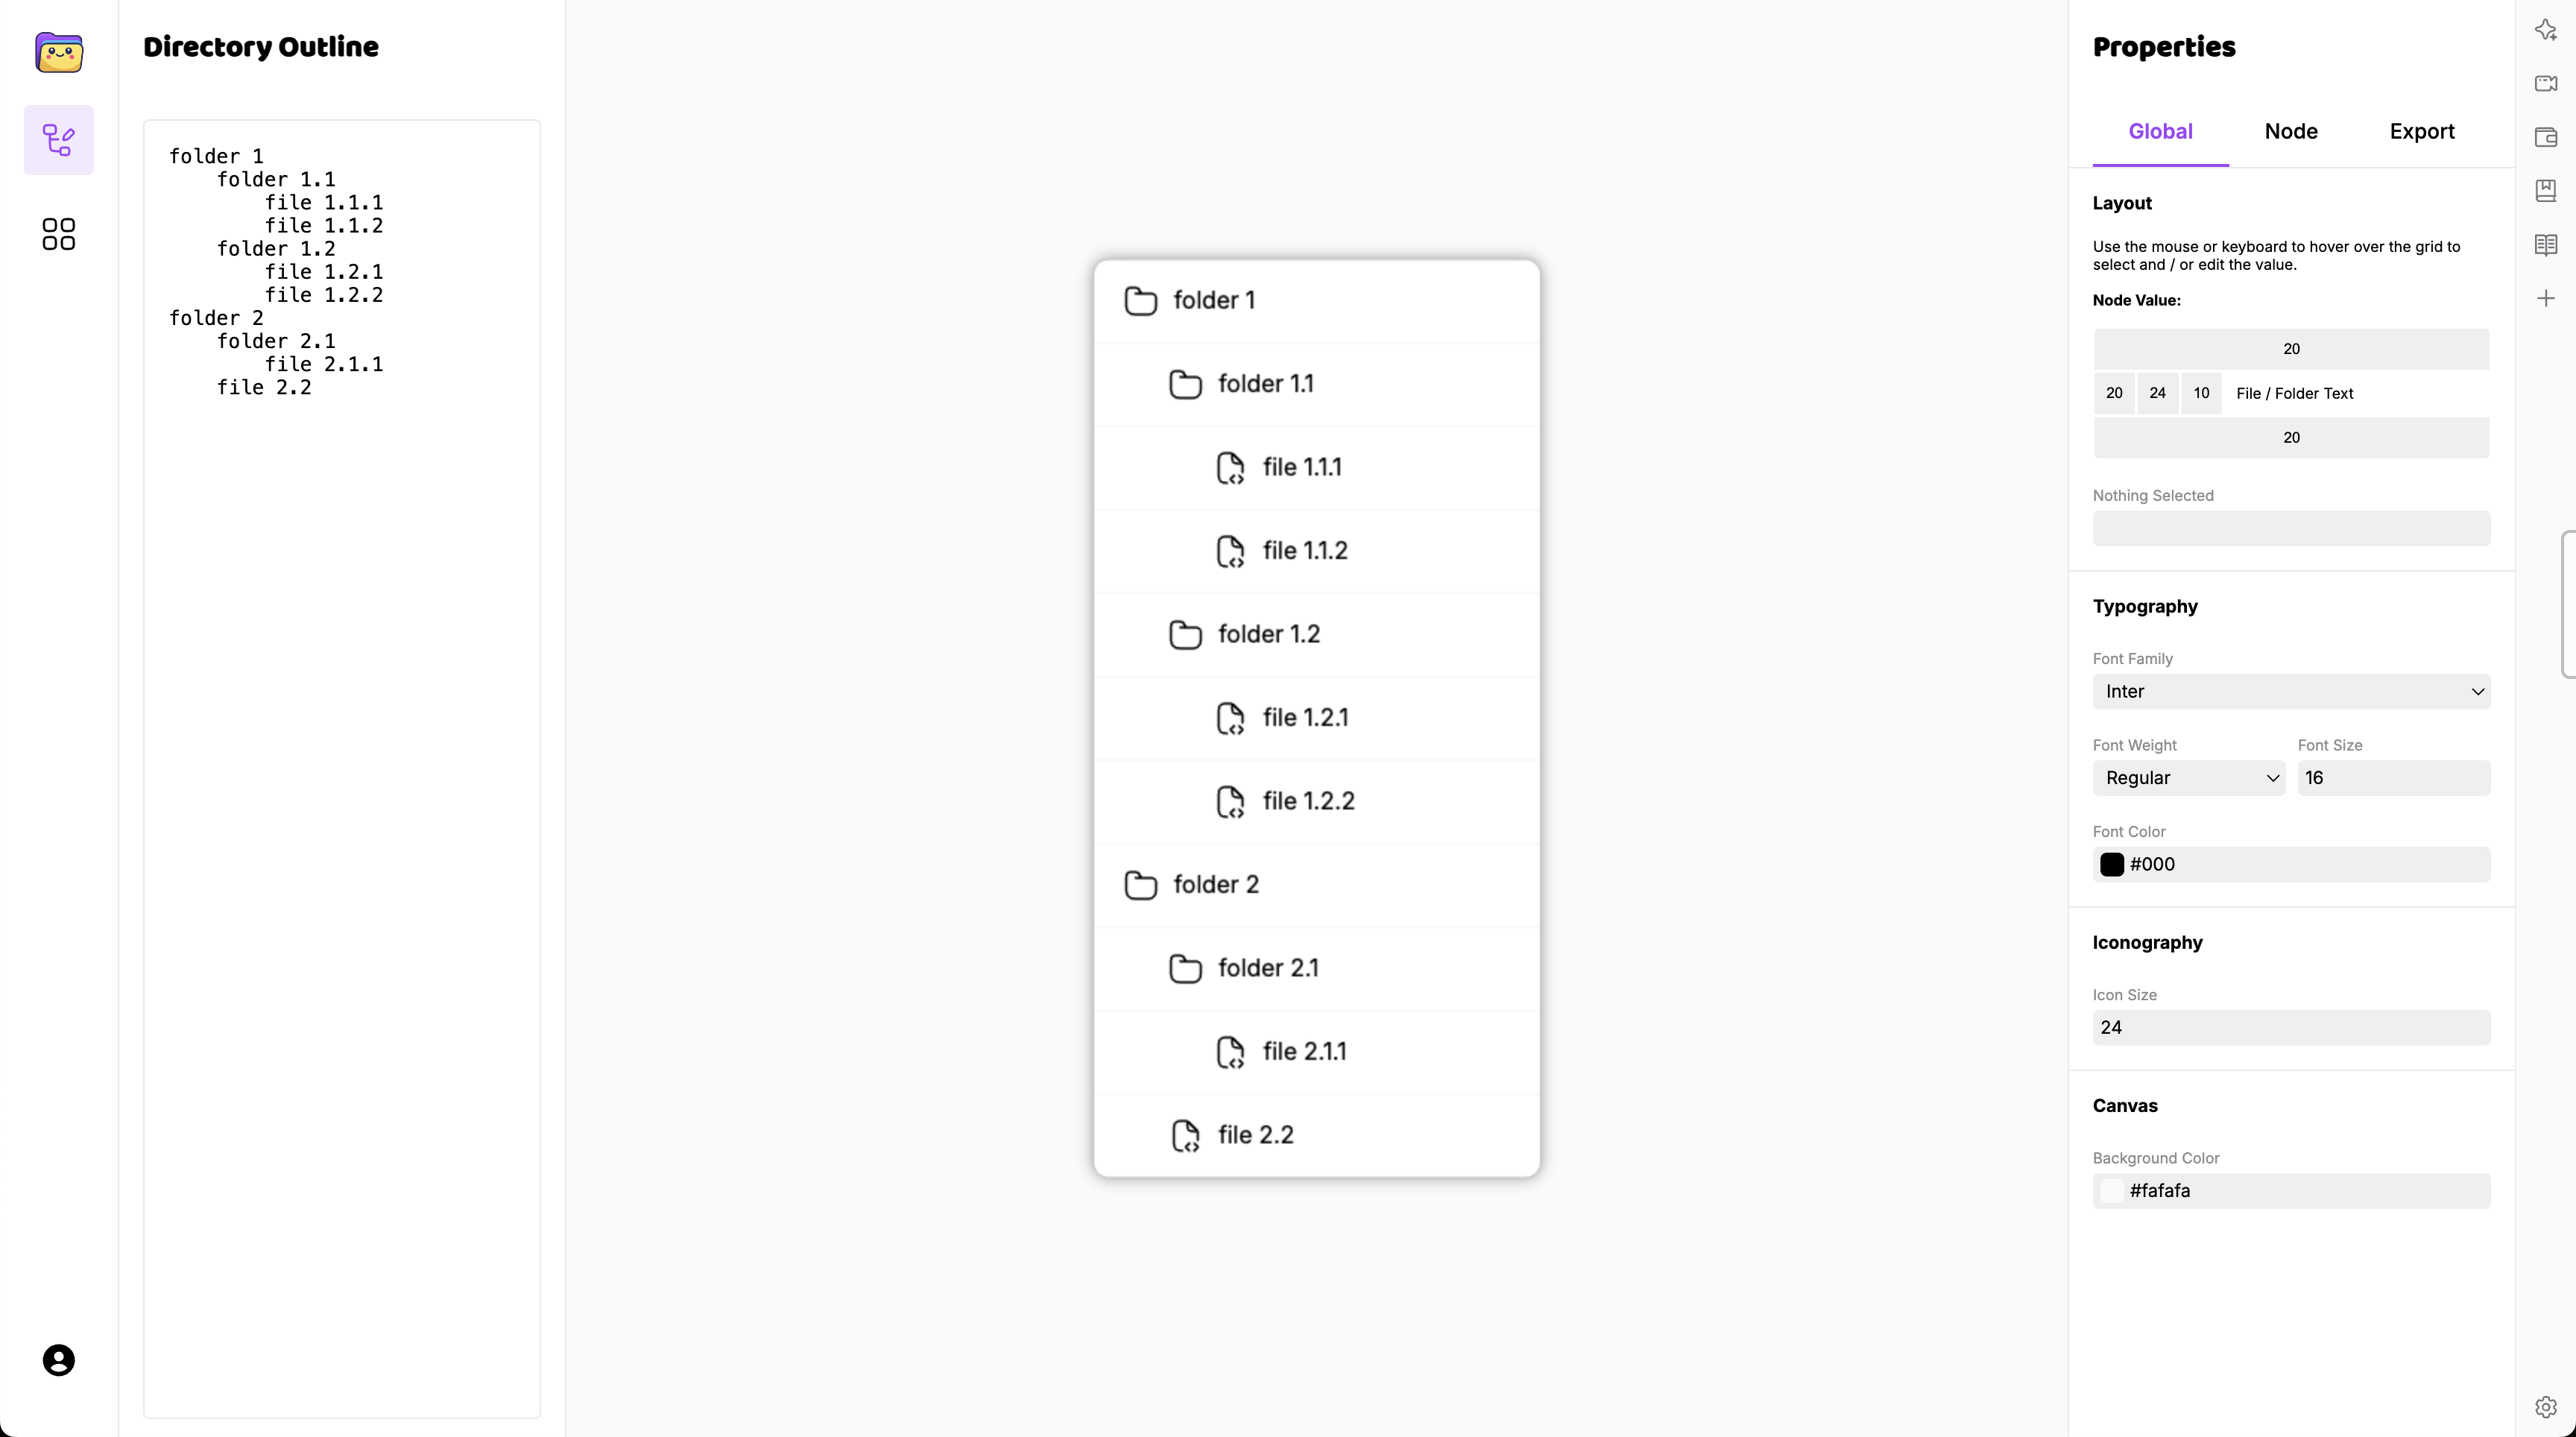 Directory Outline
folder 1
folder 1.1
file 1.1.1
file 1.1.2
folder 1.2
file 1.2.1
file 1.2.2
folder 2
folder 2.1
file 2.1.1
file 2.2
folder 1
folder 1.1
file 1.1.1
file 1.1.2
folder 1.2
file 1.2.1
file 1.2.2
folder 2
folder 2.1
file 2.1.1
file 2.2
Properties
Global Node Export
Layout
Use the mouse or keyboard to hover over the grid to
select and / or edit the value.
Node Value:
20
20 24 10 File / Folder Text
20
Nothing Selected
Typography
Font Family
Inter
Font Weight Font Size
Regular 16
Font Color
#000
Iconography
Icon Size
24
Canvas
Background Color
#fafafa